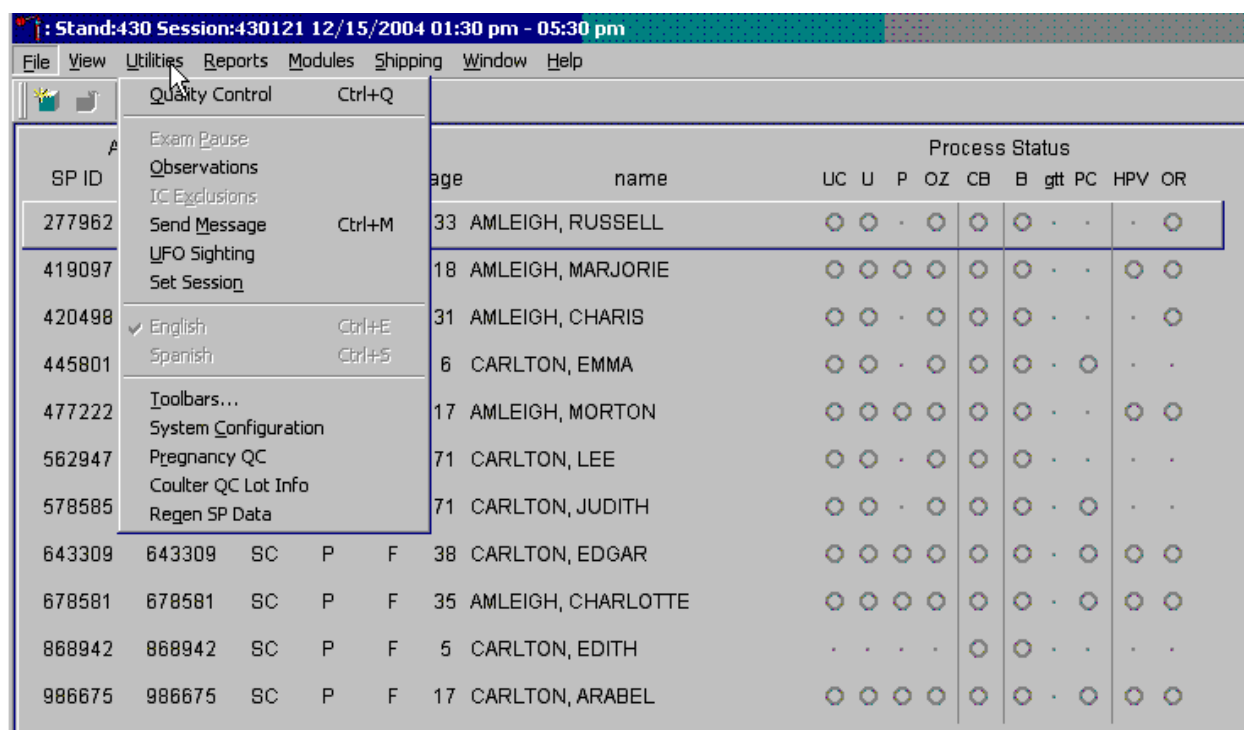 : Stand:430 Session:430121 12/15/2004 01:30 pm - 05:30 pm
File View Utilities Reports Modules Shipping Window Help
Quality Control Ctrl+Q
Exam Pause
Observations
IC Exclusions
Send Message Ctrl+M
UFO Sighting
Set Session
English Ctrl+E
Spanish Ctrl+S
Toolbars...
System Configuration
Pregnancy QC
Coulter QC Lot Info
Regen SP Data
A Process Status
SP ID age name UC U P OZ CB B gtt PC HPV OR
277962 33 AMLEIGH, RUSSELL
419097 18 AMLEIGH, MARJORIE
420498 31 AMLEIGH, CHARIS
445801 6 CARLTON, EMMA
477222 17 AMLEIGH, MORTON
562947 71 CARLTON, LEE
578585 71 CARLTON, JUDITH
643309 643309 SC P F 38 CARLTON, EDGAR
678581 678581 SC P F 35 AMLEIGH, CHARLOTTE
868942 868942 SC P F 5 CARLTON, EDITH
986675 986675 SC P F 17 CARLTON, ARABEL